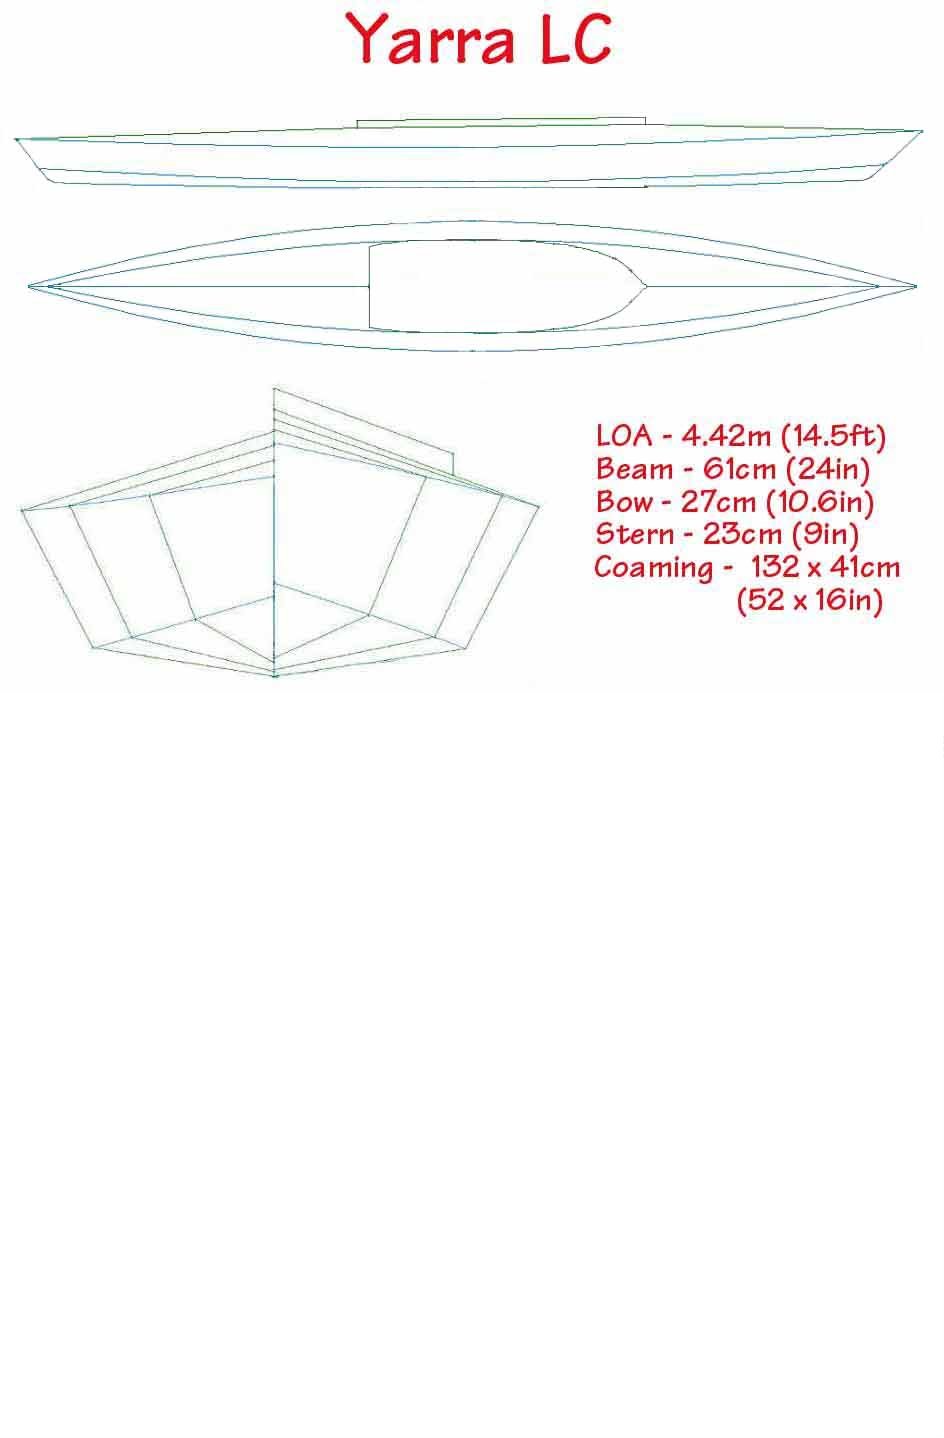 Yarra LC
LOA - 4.42m (14.5ft)
Beam - 61cm (24in)
Bow - 27cm (10.6in)
Stern - 23cm (9in)
Coaming - 132 x 41cm
(52 x 16in)